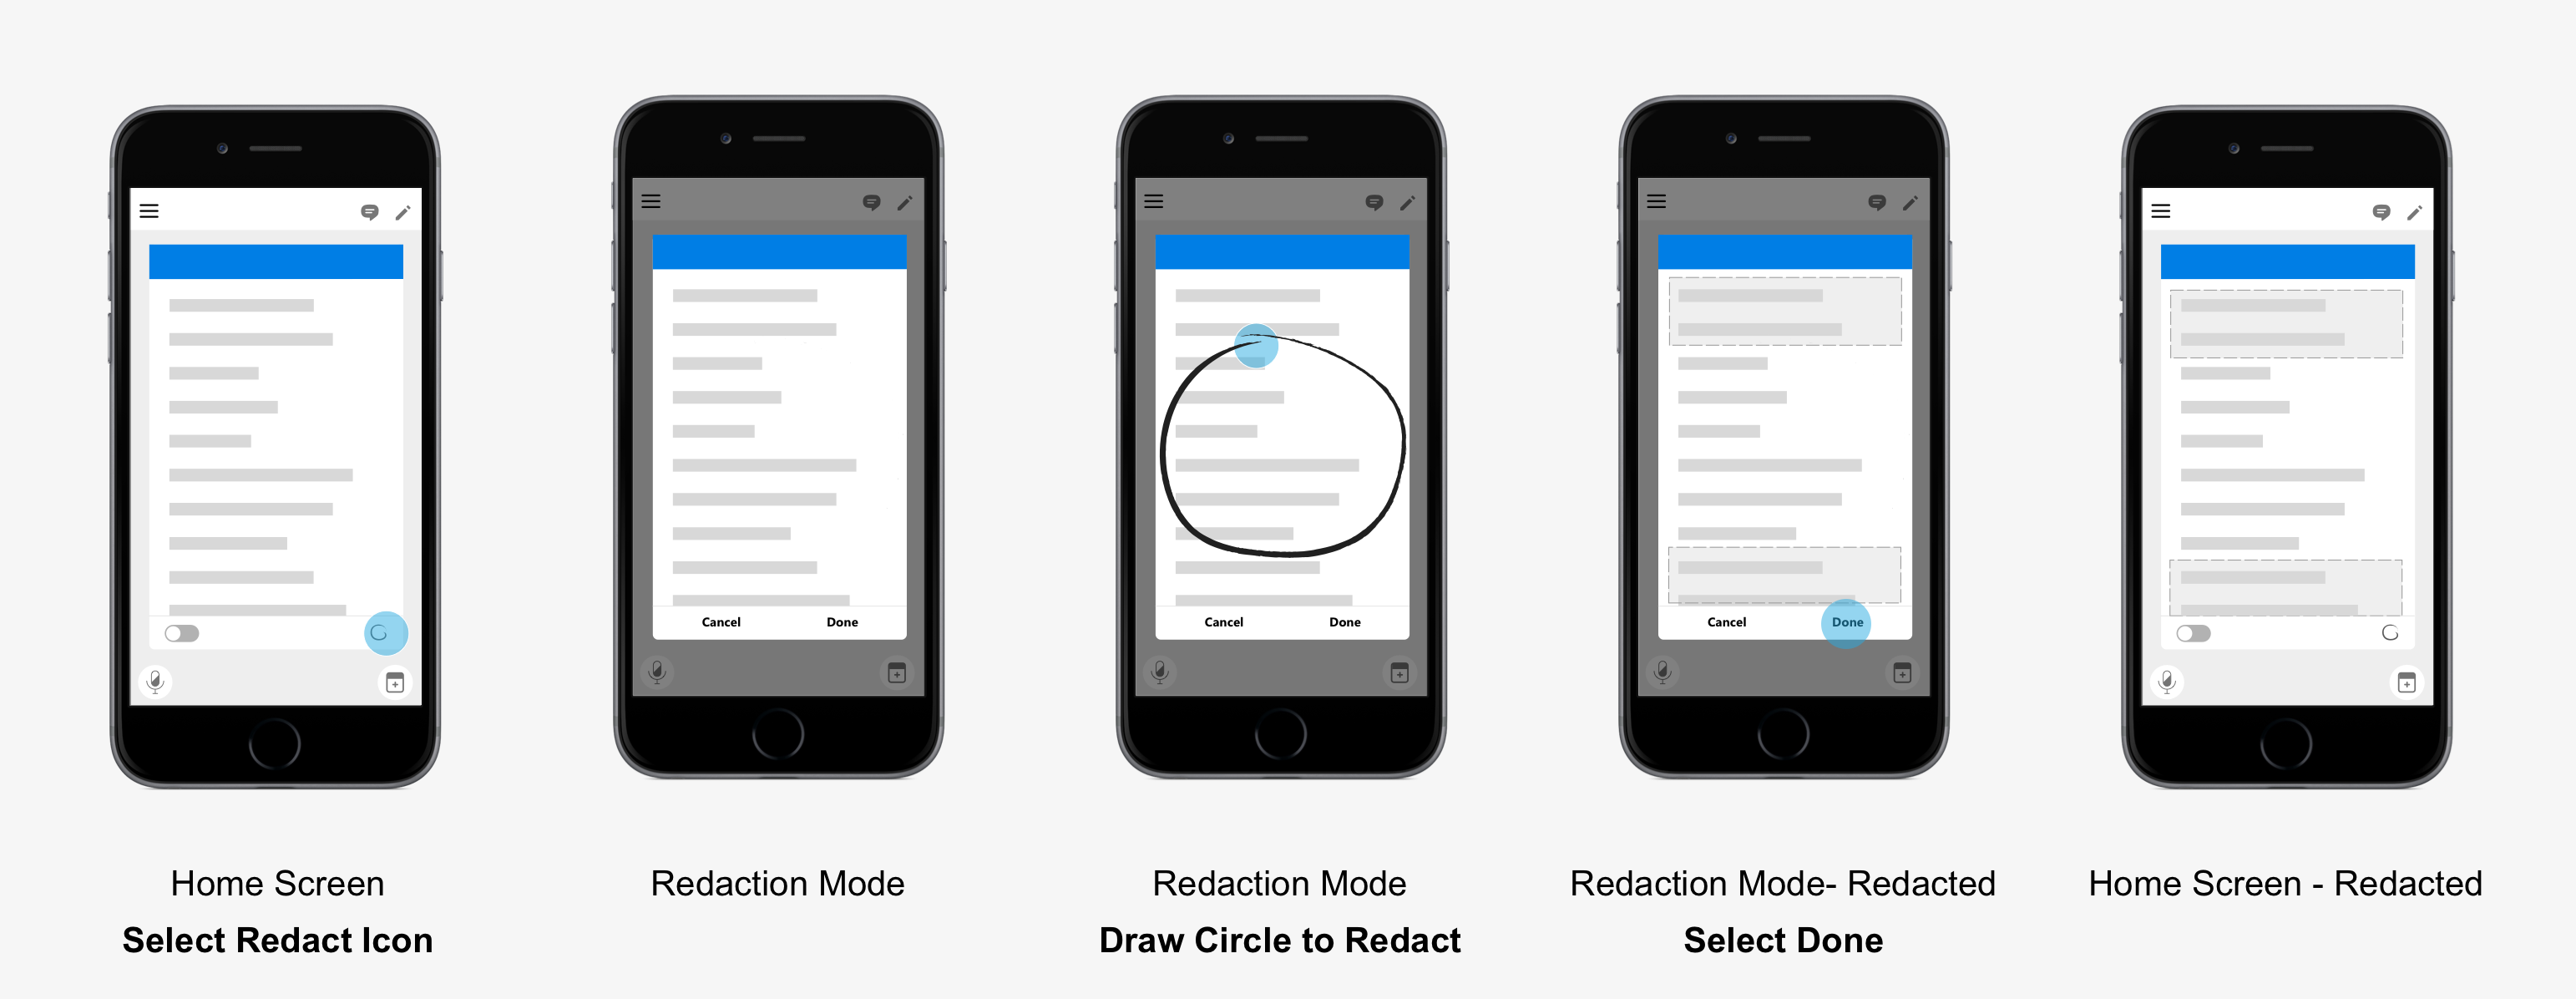 Cancel Done
Cancel Done
Cancel Done
Home Screen
Select Redact Icon
Redaction Mode
Redaction Mode
Draw Circle to Redact
Redaction Mode- Redacted
Select Done
Home Screen - Redacted